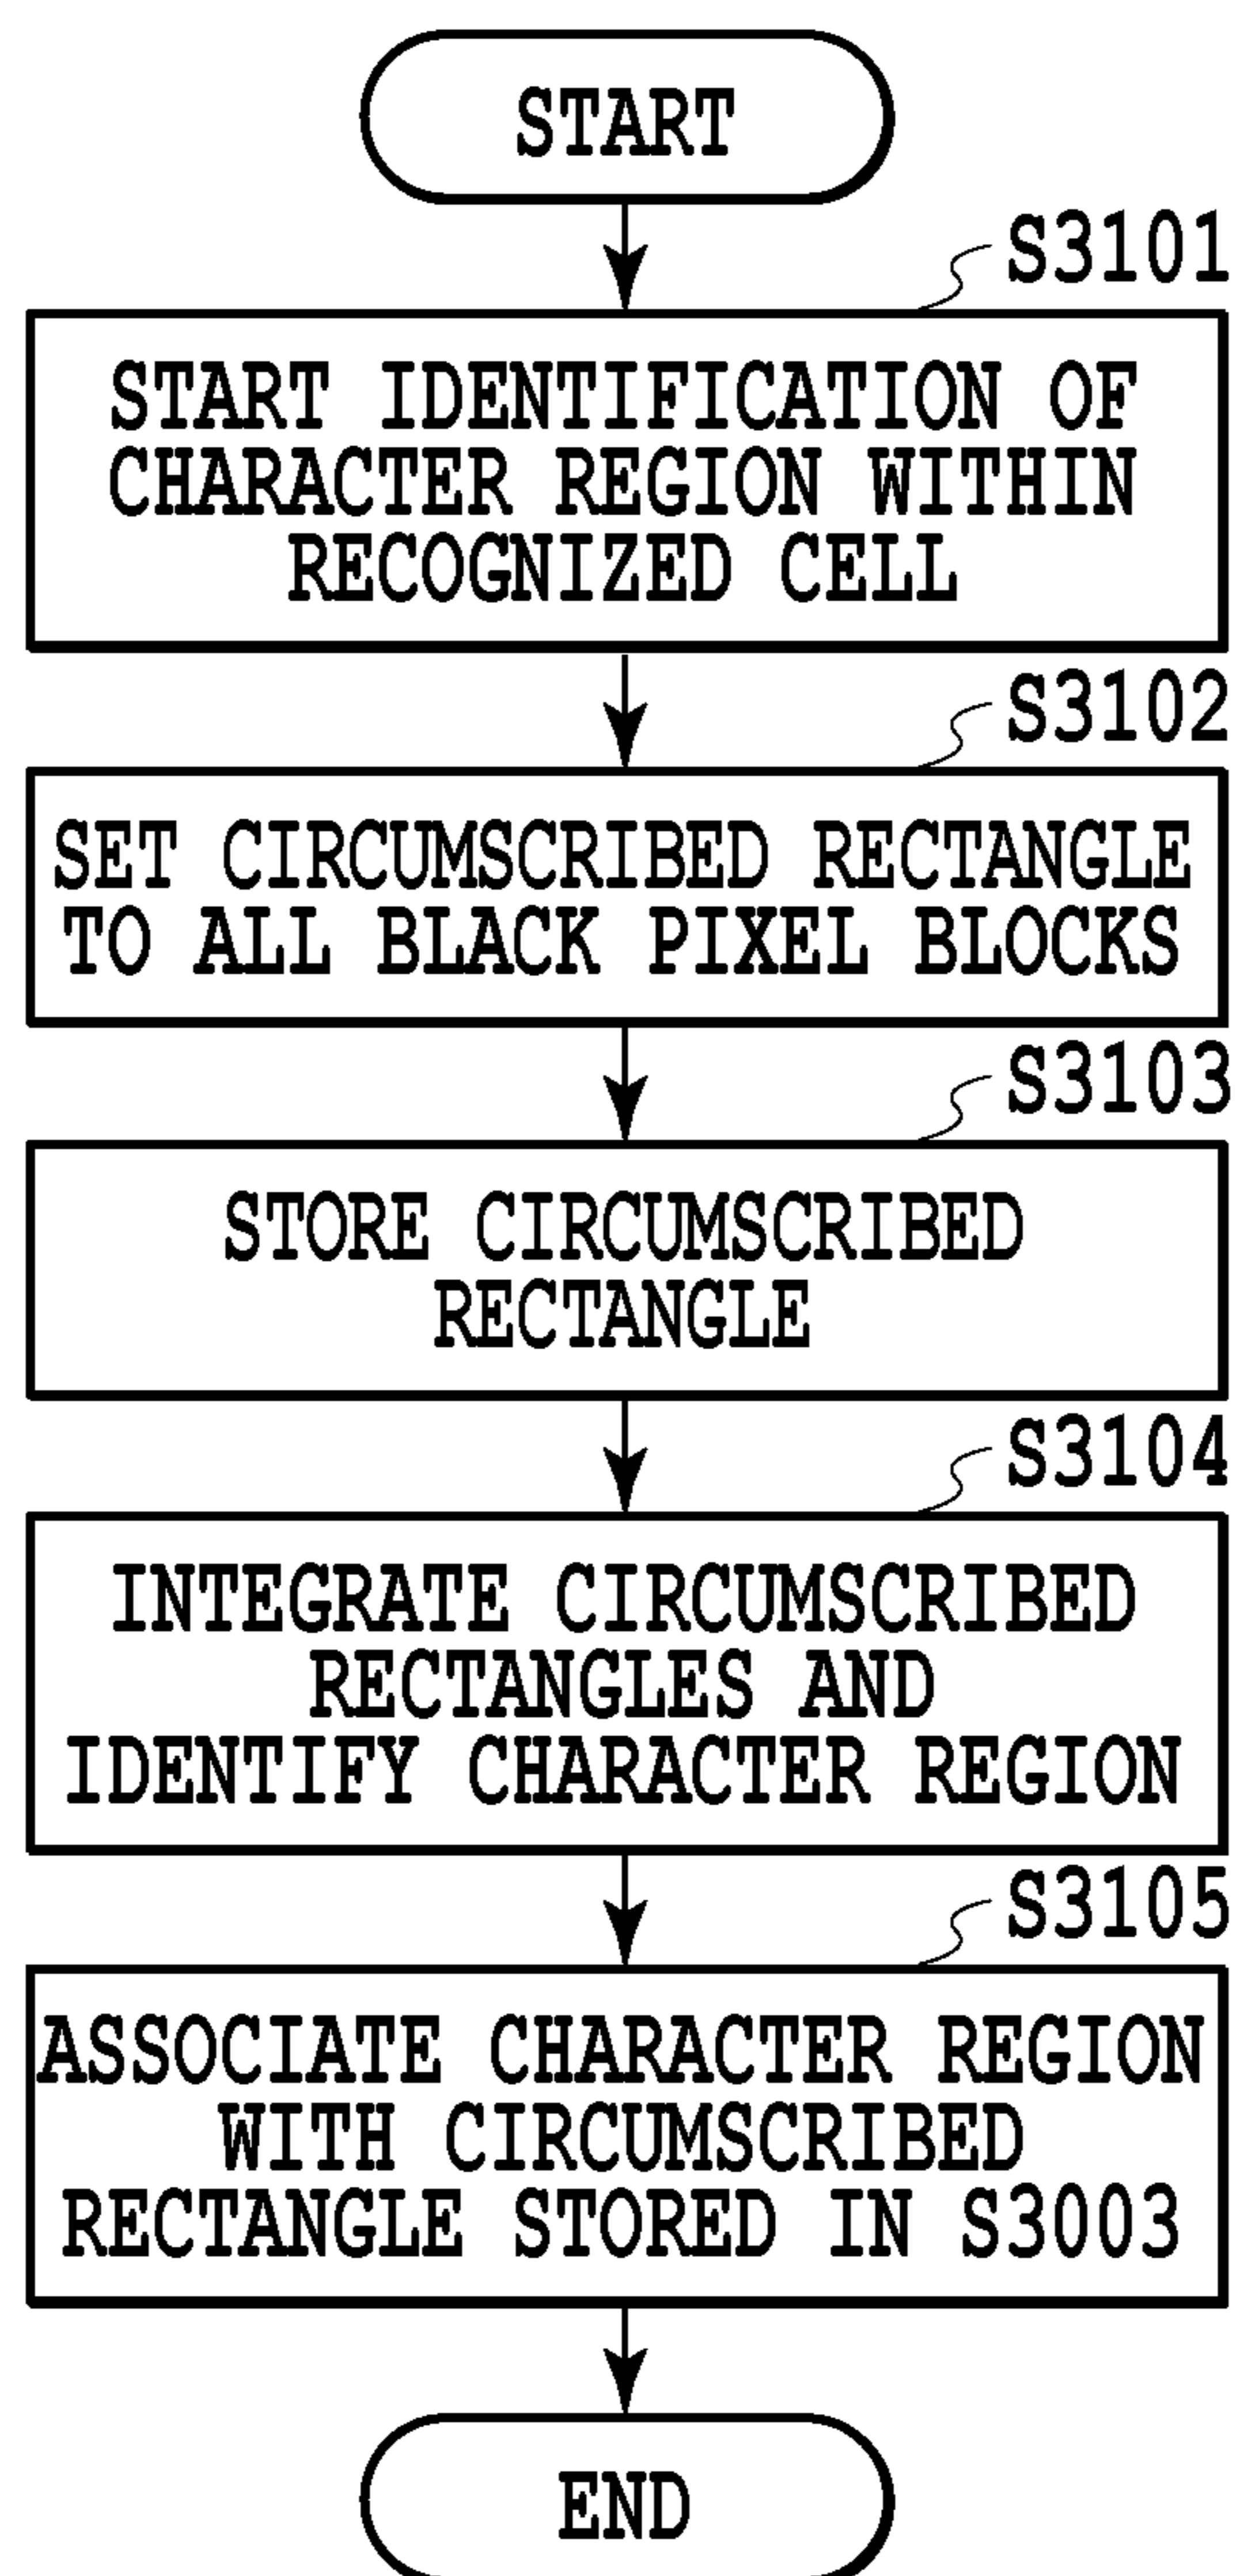 START
S3101
START IDENTIFICATION OF
CHARACTER REGION WITHIN
RECOGNIZED CELL
S3102
SET CIRCUMSCRIBED RECTANGLE
TO ALL BLACK PIXEL BLOCKS
S3103
STORE CIRCUMSCRIBED
RECTANGLE
S3104
INTEGRATE CIRCUMSCRIBED
RECTANGLES AND
IDENTIFY CHARACTER REGION
S3105
ASSOCIATE CHARACTER REGION
WITH CIRCUMSCRIBED
RECTANGLE STORED IN S3003
END